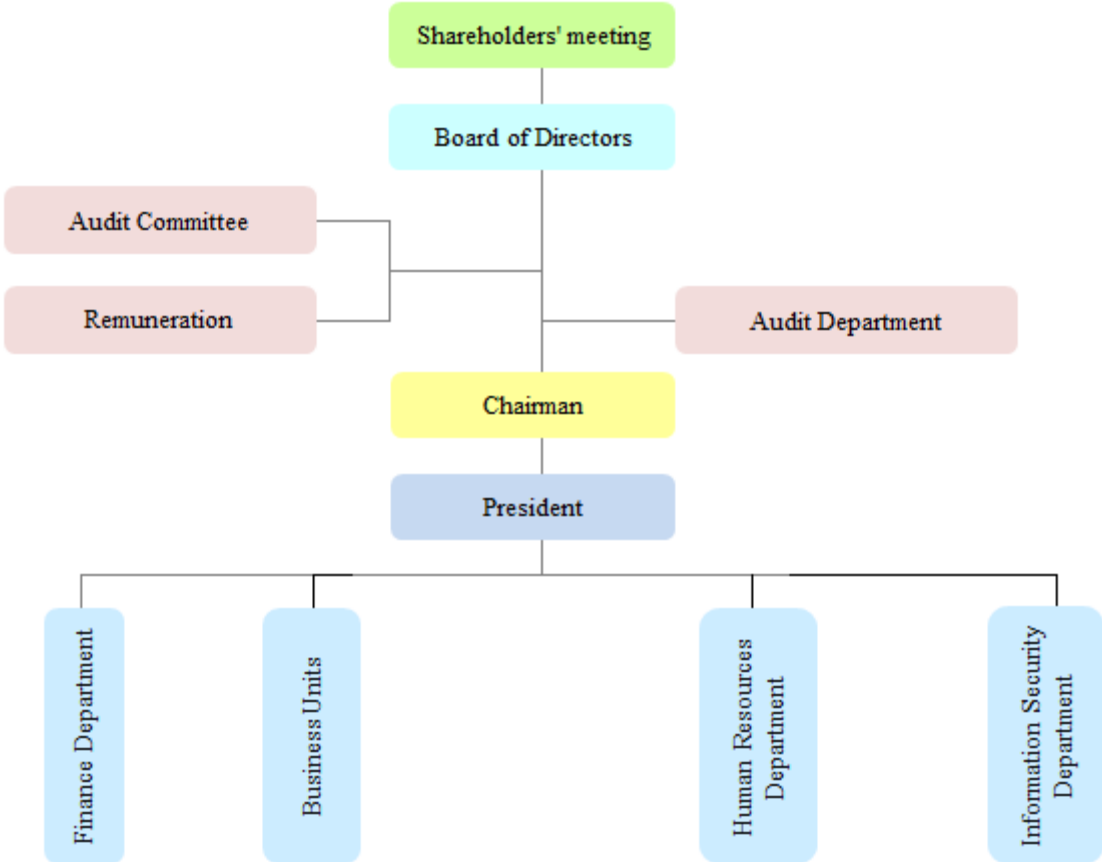 Shareholders' meeting
Board of Directors
Audit Committee
Remuneration
Audit Department
Chairman
President
Finance Department
Business Units
Human Resources
Department
Information Security
Department